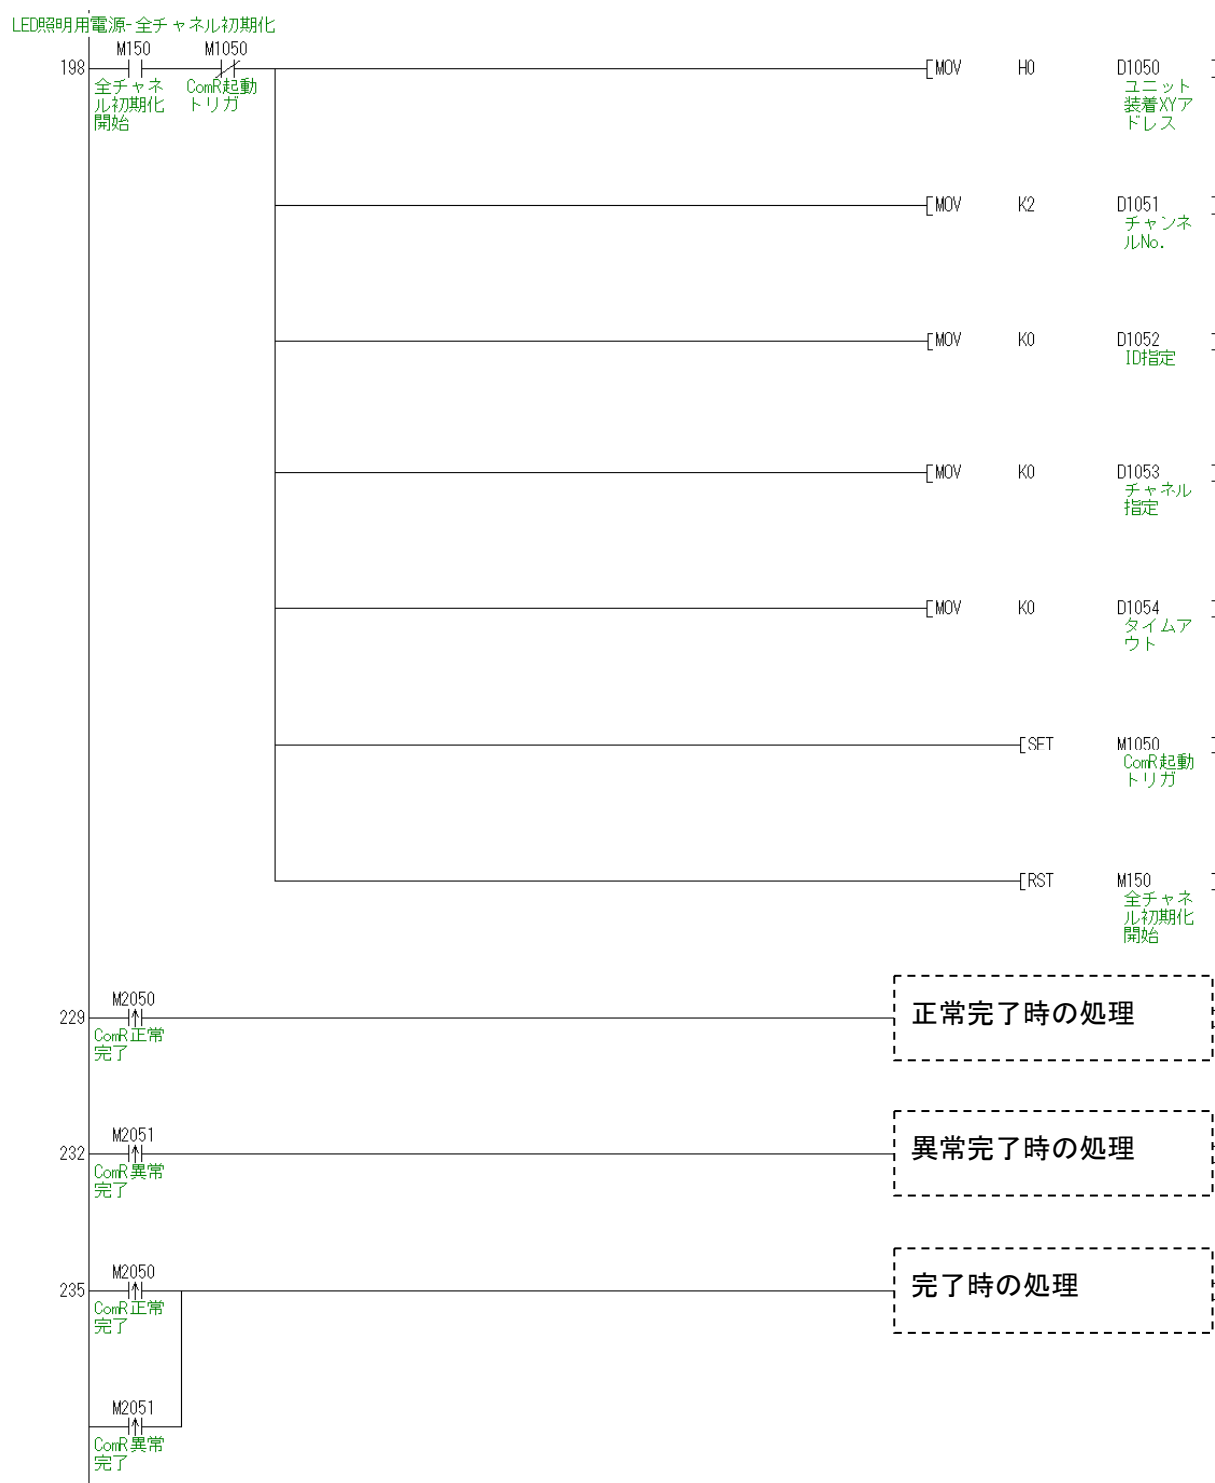 LED照明用電源-全チャネル初期化
M150 M1050
198 [MOV H0 D1050 ]
全チャネ ComR起動 ユニット
ル初期化 トリガ 装着XYア
開始 ドレス
[MOV K2 D1051 ]
チャンネ
ルNo.
[MOV K0 D1052 ]
ID指定
[MOV K0 D1053 ]
チャネル
指定
[MOV K0 D1054 ]
タイムア
ウト
[SET M1050 ]
ComR起動
トリガ
[RST M150 ]
全チャネ
ル初期化
開始
M2050
229 正常完了時の処理
ComR正常
完了
M2051
232 異常完了時の処理
ComR異常
完了
M2050
235 完了時の処理
ComR正常
完了
M2051
ComR異常
完了